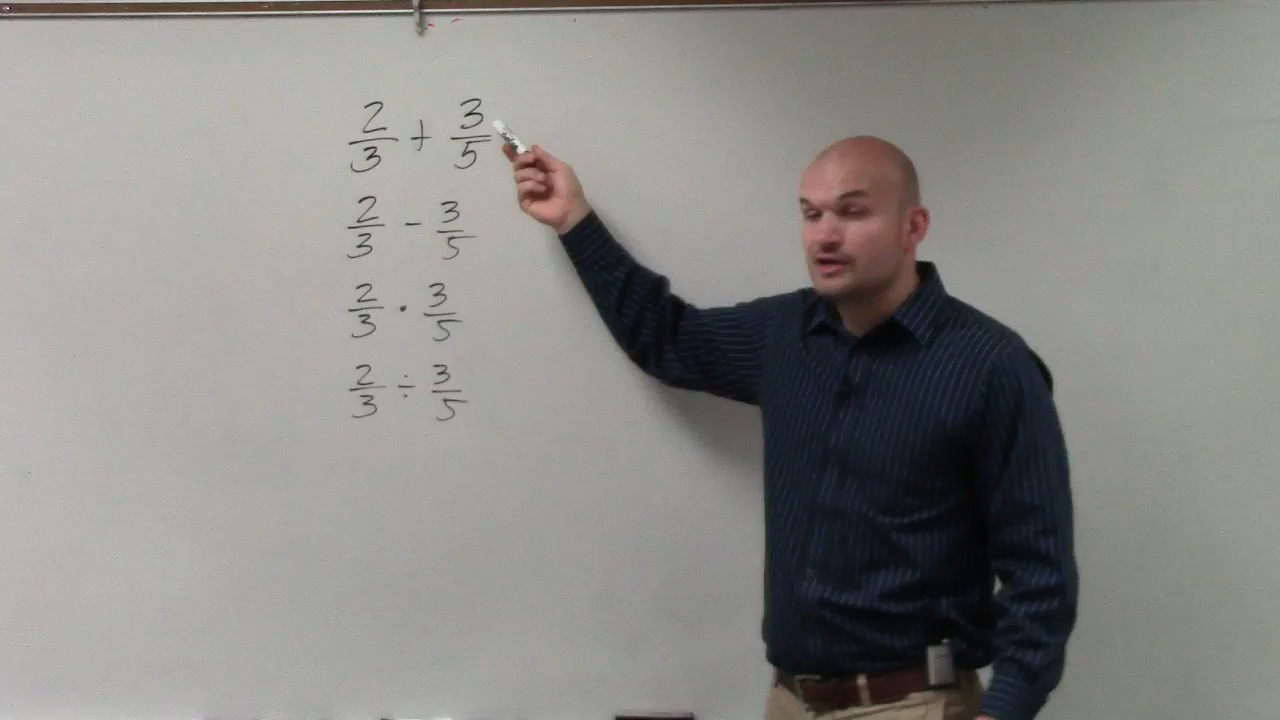 2/3 + 3/5
2/3 - 3/5
2/3 · 3/5
2/3 ÷ 3/5